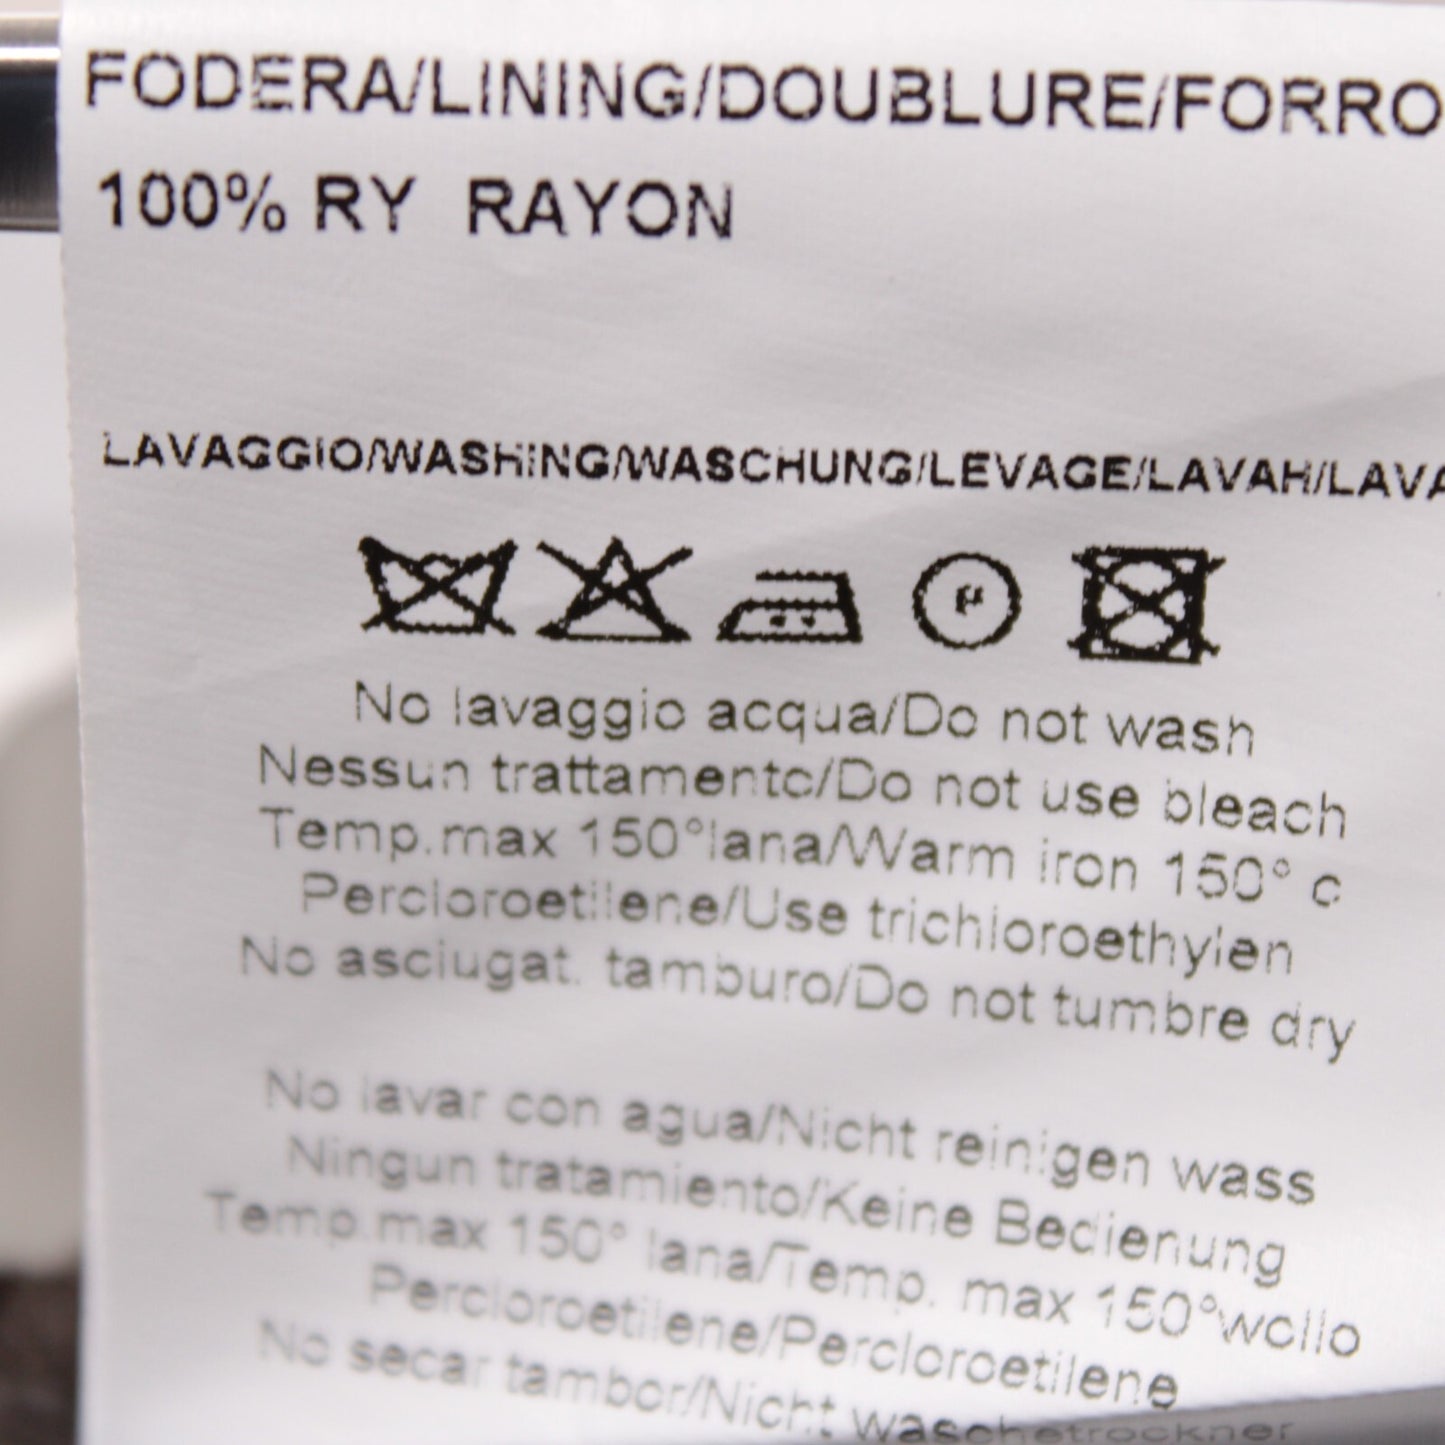 FODERA/LINING/DOUBLURE/FORRO
100% RY RAYON
LAVAGGIO/WASHING/WASCHUNG/LEVAGE/LAVAH/LAVA
P
No lavaggio acqua/Do not wash
Nessun trattamento/Do not use bleach
Temp.max 150°lana/Warm iron 150° c
Percloroetilene/Use trichloroethylen
No asciugat. tamburo/Do not tumbre dry
No lavar con agua/Nicht reinigen wass
Ningun tratamiento/Keine Bedienung
Temp.max 150° lana/Temp. max 150°wollo
Percloroetilene/Percloroetilene
No secar tambor/Nicht waschetrockner